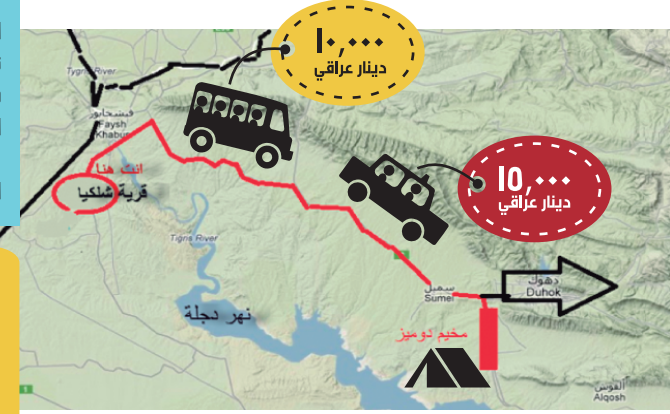 ١٠,٠٠٠
دينار عراقي
١٥,٠٠٠
دينار عراقي
Tygris River
فيشخابور
Faysh
Khabur
انت هنا
قرية شلكيا
Tigris River
نهر دجلة
سميل
Sumel
دهوك
Duhok
مخيم دوميز
القوش
Alqosh